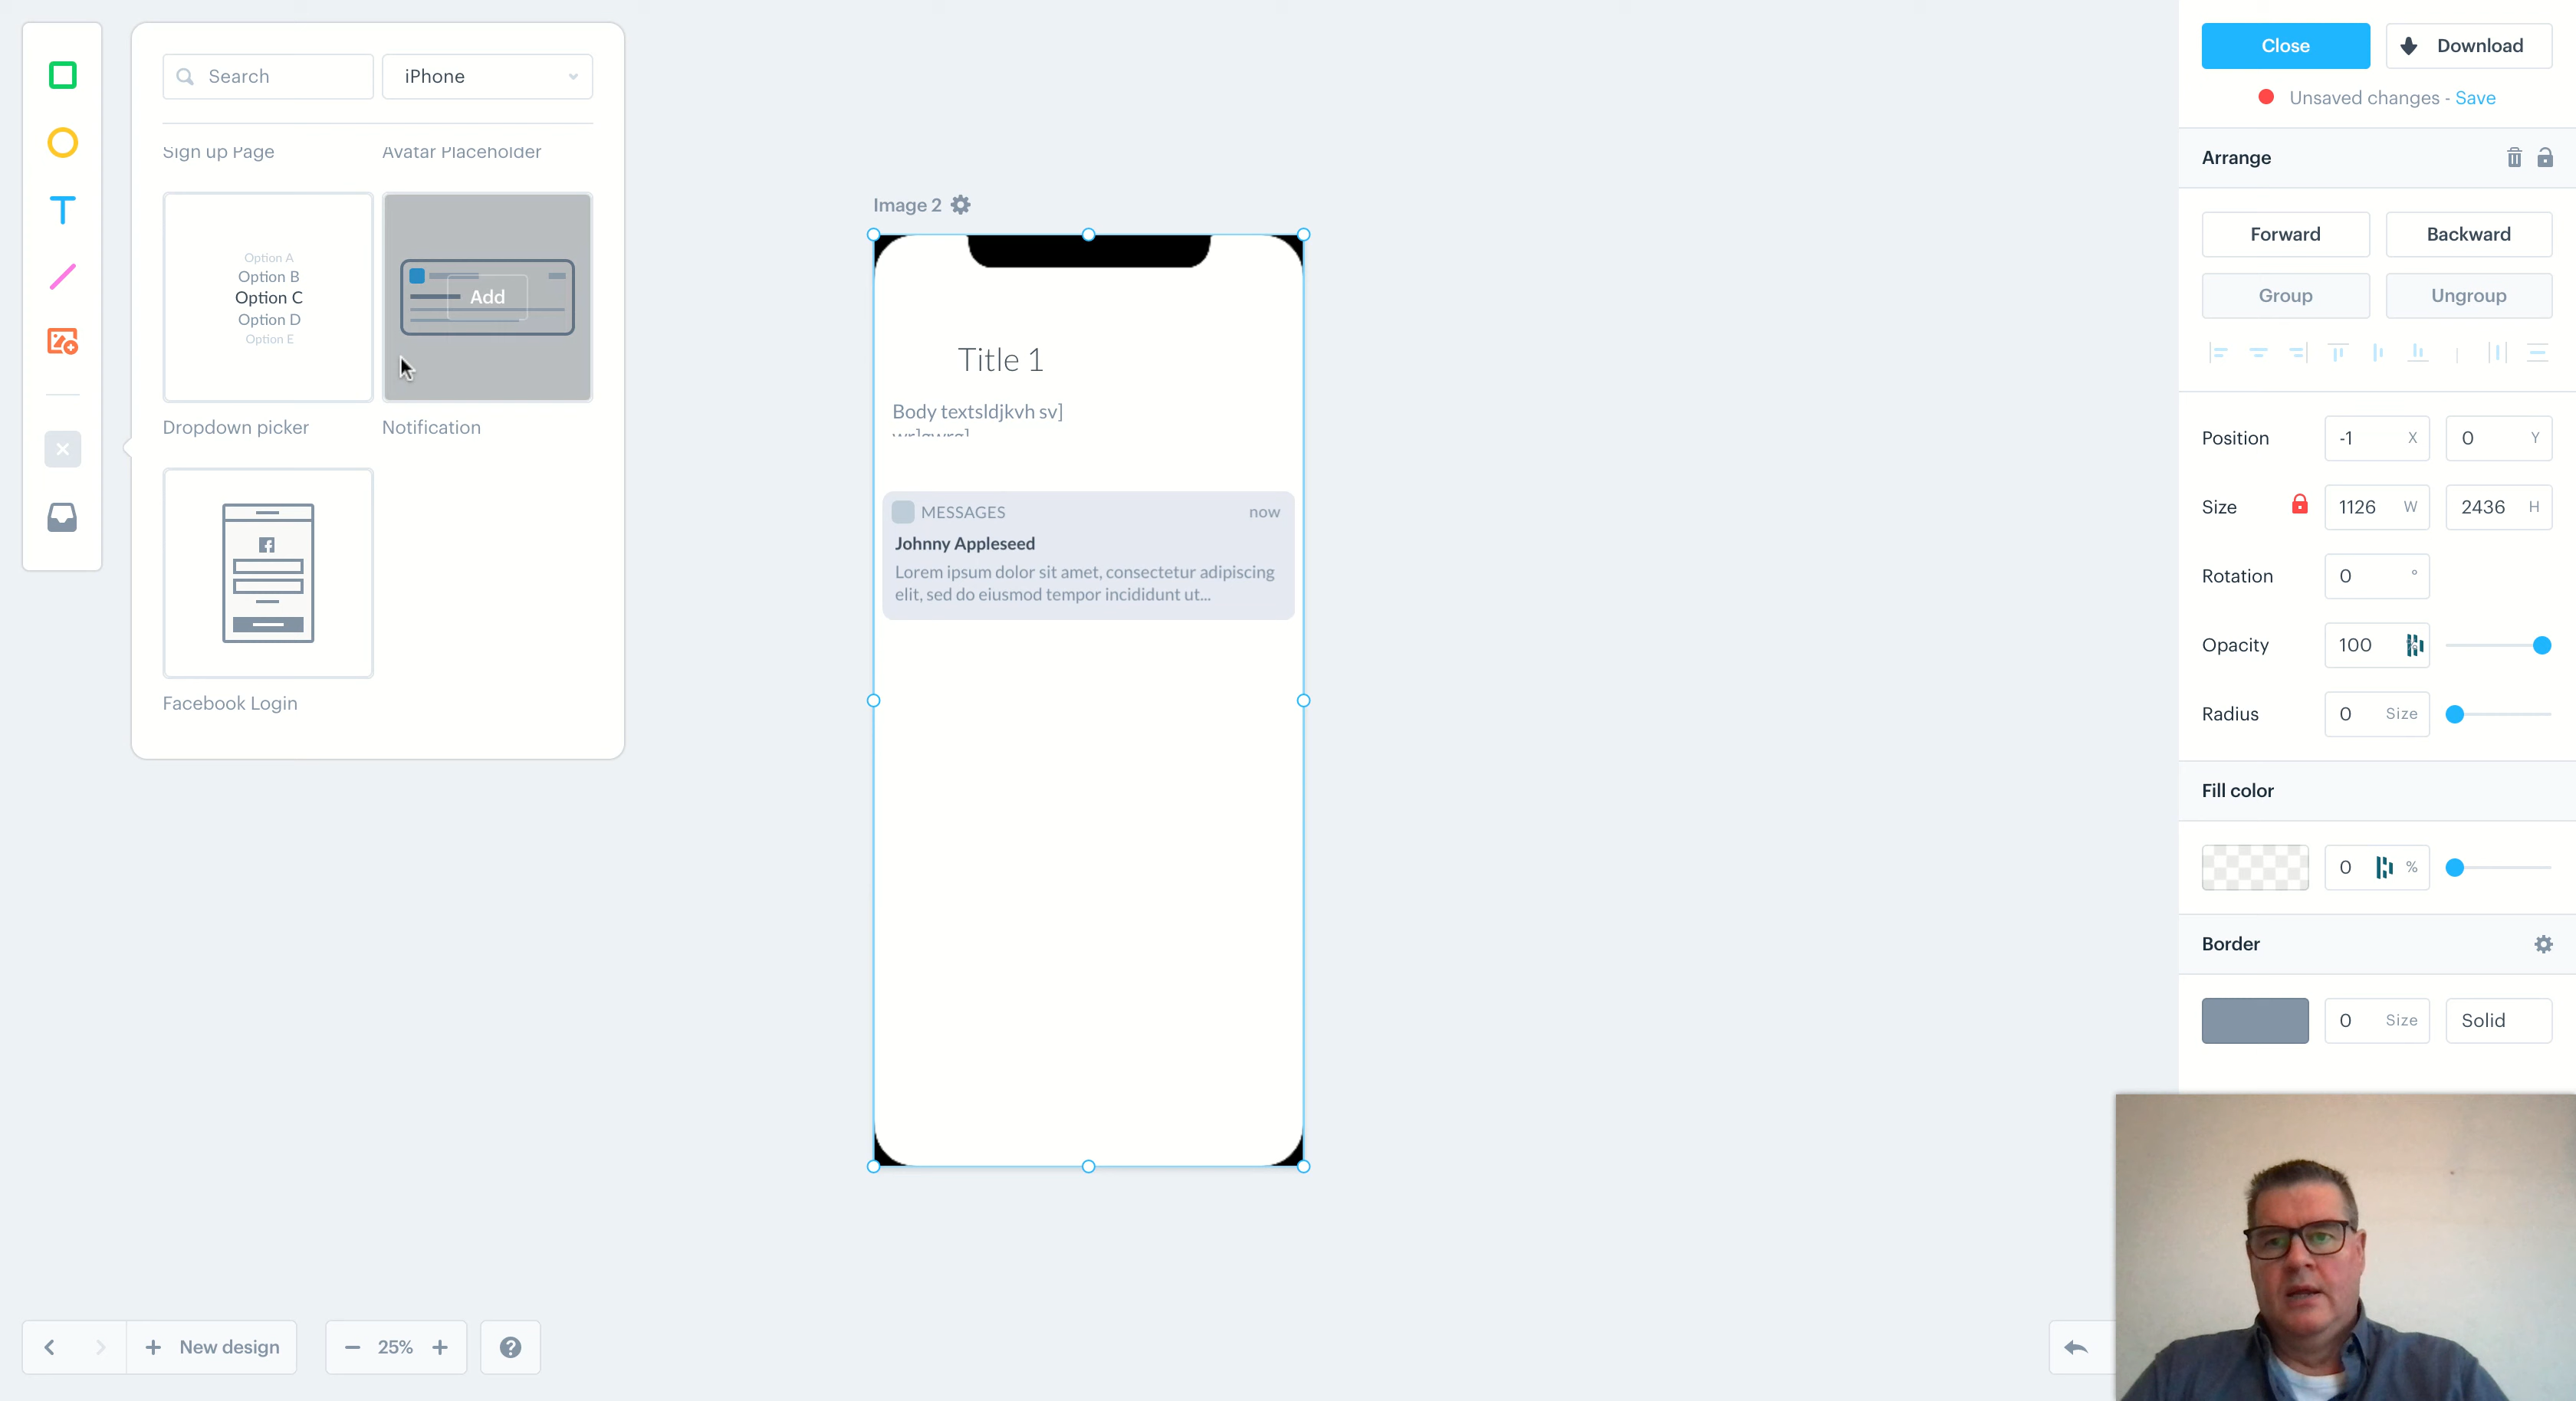 Search
iPhone
Sign up Page
Avatar Placeholder
Option A
Option B
Option C
Option D
Option E
Add
Dropdown picker
Notification
Facebook Login
New design
25%
Image 2
Title 1
Body textsldjkvh sv]
wr]gwrg]
MESSAGES
now
Johnny Appleseed
Lorem ipsum dolor sit amet, consectetur adipiscing
elit, sed do eiusmod tempor incididunt ut...
Close
Download
Unsaved changes - Save
Arrange
Forward
Backward
Group
Ungroup
Position -1 X 0 Y
Size 1126 W 2436 H
Rotation 0 °
Opacity 100 %
Radius 0 Size
Fill color
0 %
Border
0 Size Solid